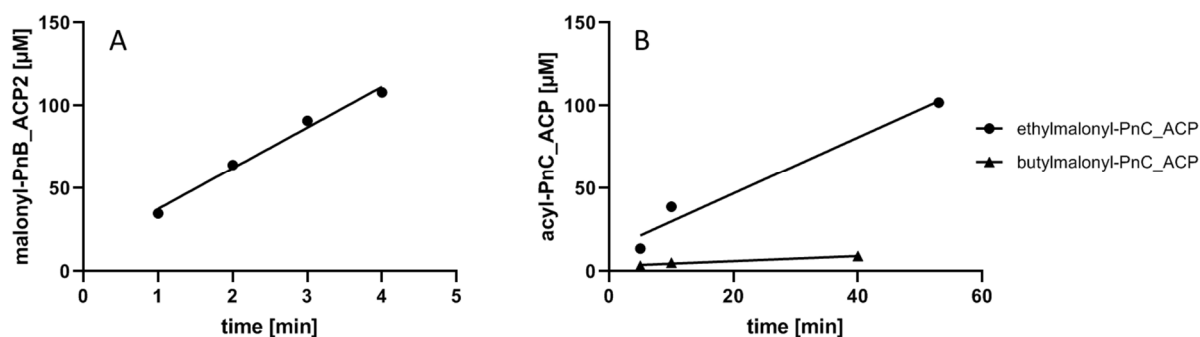 A
malonyl-PnB_ACP2 [µM]
150
100
50
0
0 1 2 3 4 5
time [min]
B
acyl-PnC_ACP [µM]
150
100
50
0
0 20 40 60
time [min]
ethylmalonyl-PnC_ACP
butylmalonyl-PnC_ACP